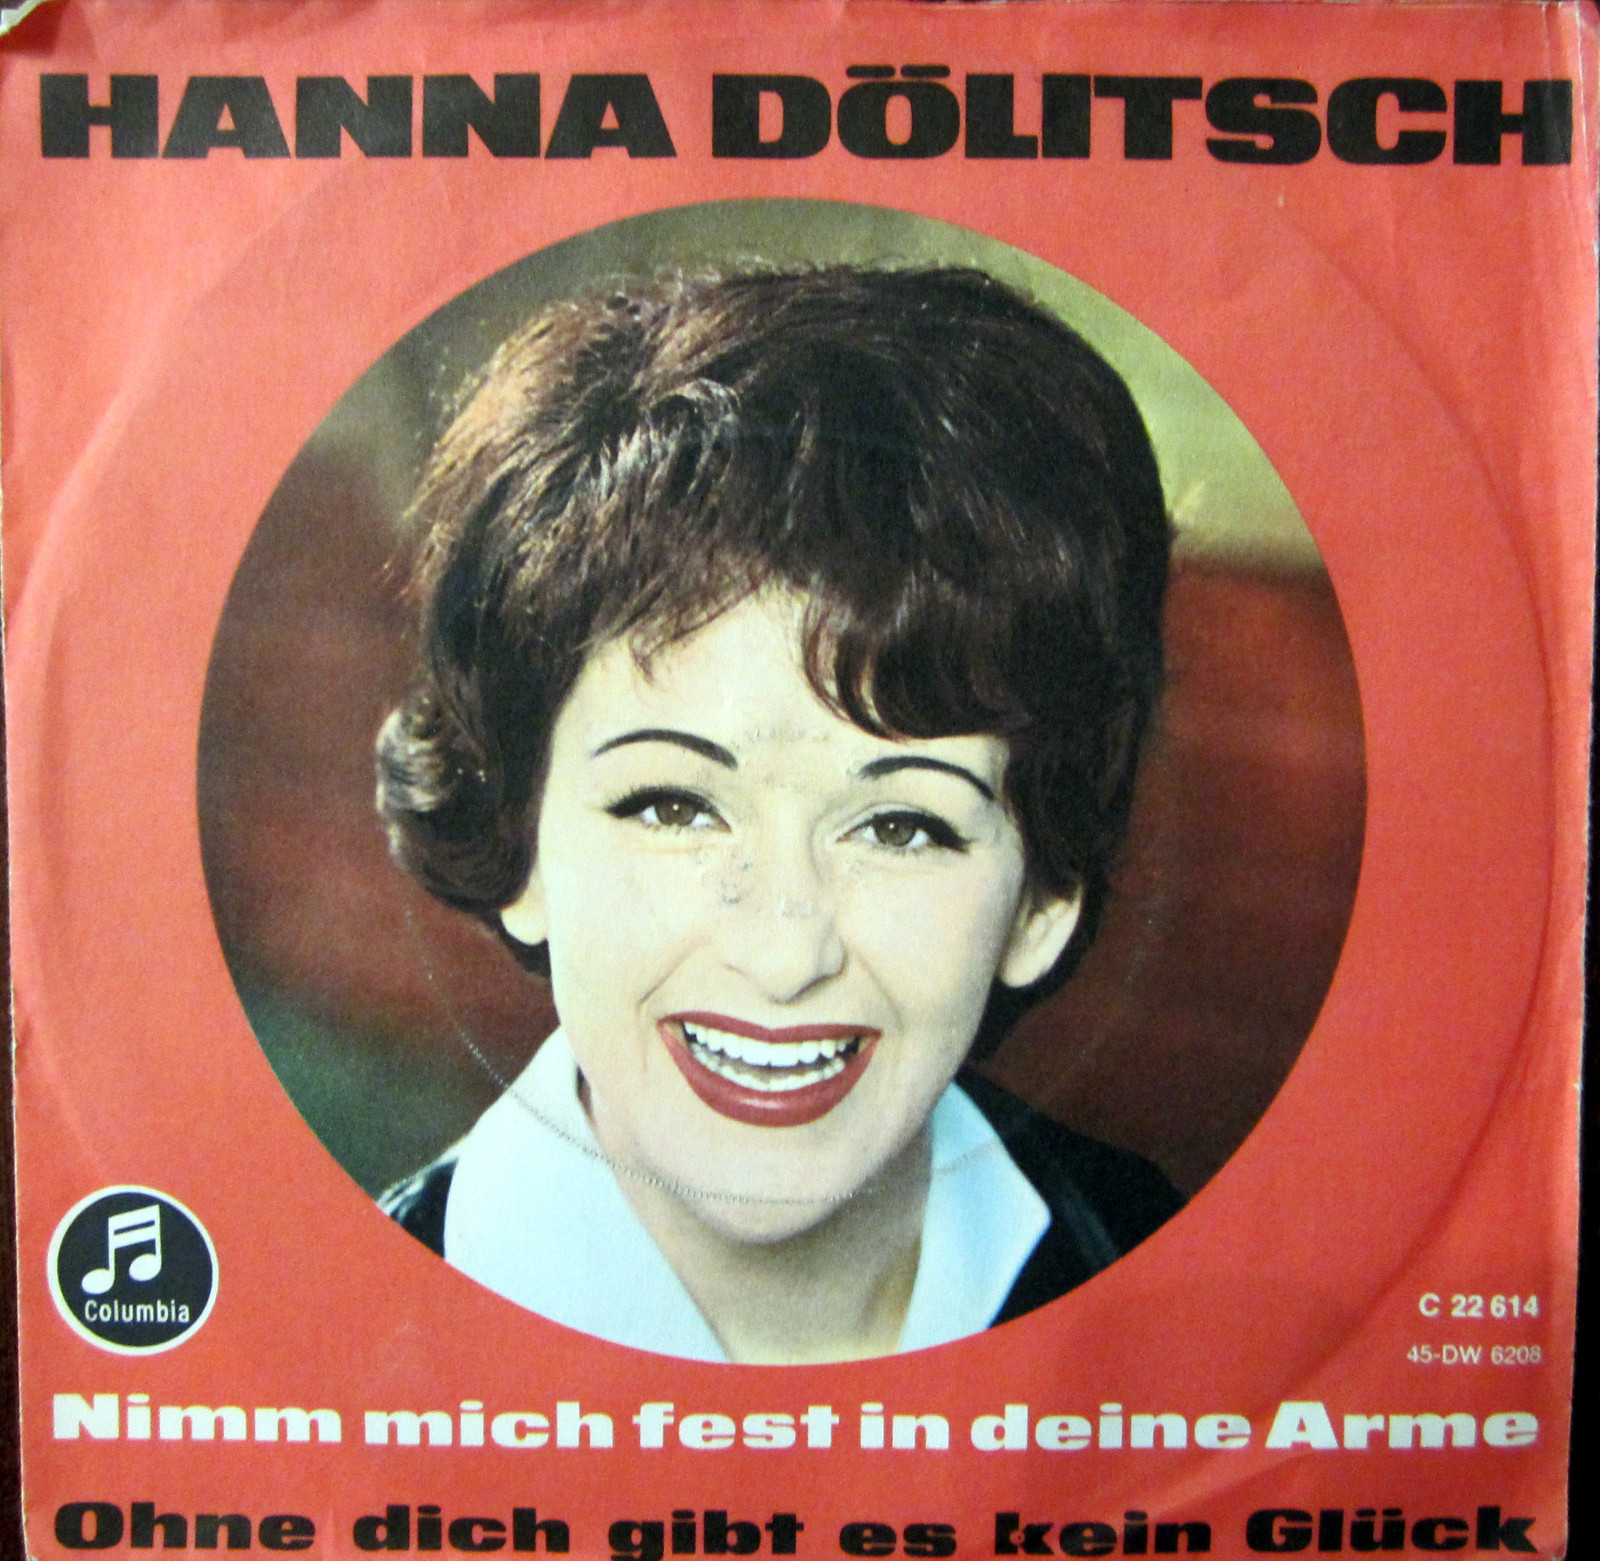 HANNA DÖLITSCH
Columbia
C 22 614
45-DW 6208
Nimm mich fest in deine Arme
Ohne dich gibt es kein Glück